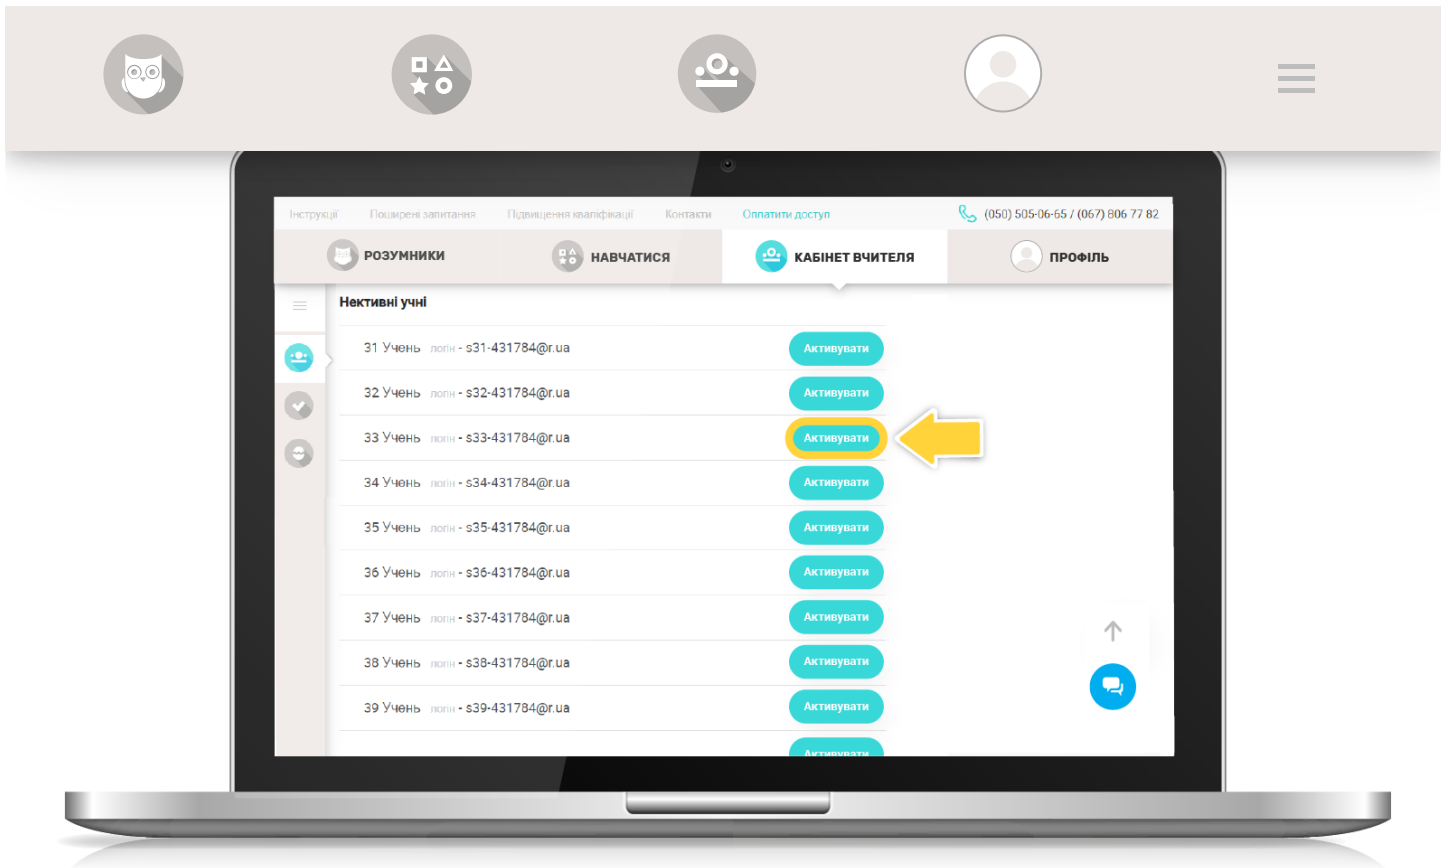 Інструкції Поширені запитання Підвищення кваліфікації Контакти Оплатити доступ (050) 505-06-65 / (067) 806 77 82
РОЗУМНИКИ НАВЧАТИСЯ КАБІНЕТ ВЧИТЕЛЯ ПРОФІЛЬ
Нективні учні
31 Учень логін - s31-431784@r.ua Активувати
32 Учень логін - s32-431784@r.ua Активувати
33 Учень логін - s33-431784@r.ua Активувати
34 Учень логін - s34-431784@r.ua Активувати
35 Учень логін - s35-431784@r.ua Активувати
36 Учень логін - s36-431784@r.ua Активувати
37 Учень логін - s37-431784@r.ua Активувати
38 Учень логін - s38-431784@r.ua Активувати
39 Учень логін - s39-431784@r.ua Активувати
Активувати